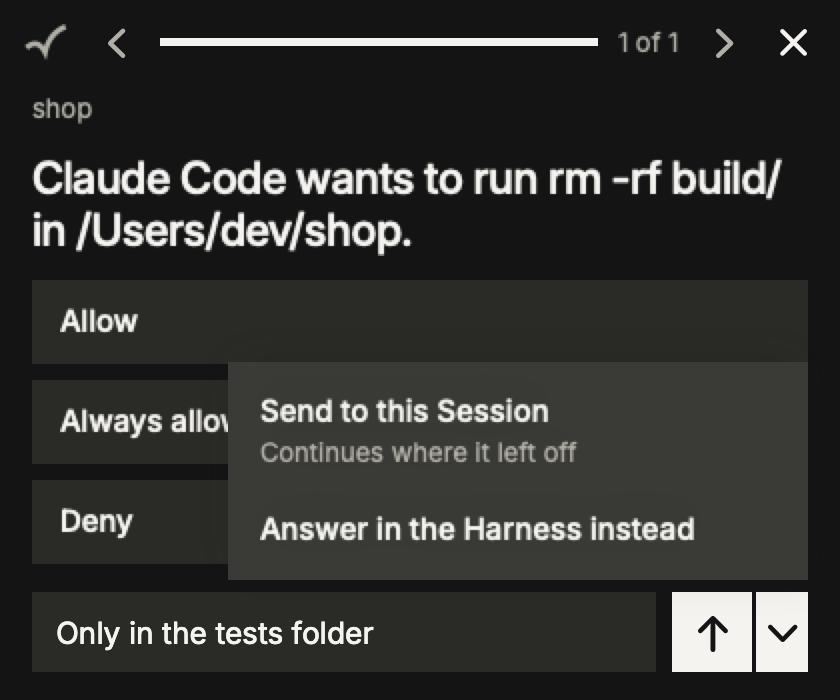 1 of 1
shop
Claude Code wants to run rm -rf build/
in /Users/dev/shop.
Allow
Always allow
Send to this Session
Continues where it left off
Deny
Answer in the Harness instead
Only in the tests folder